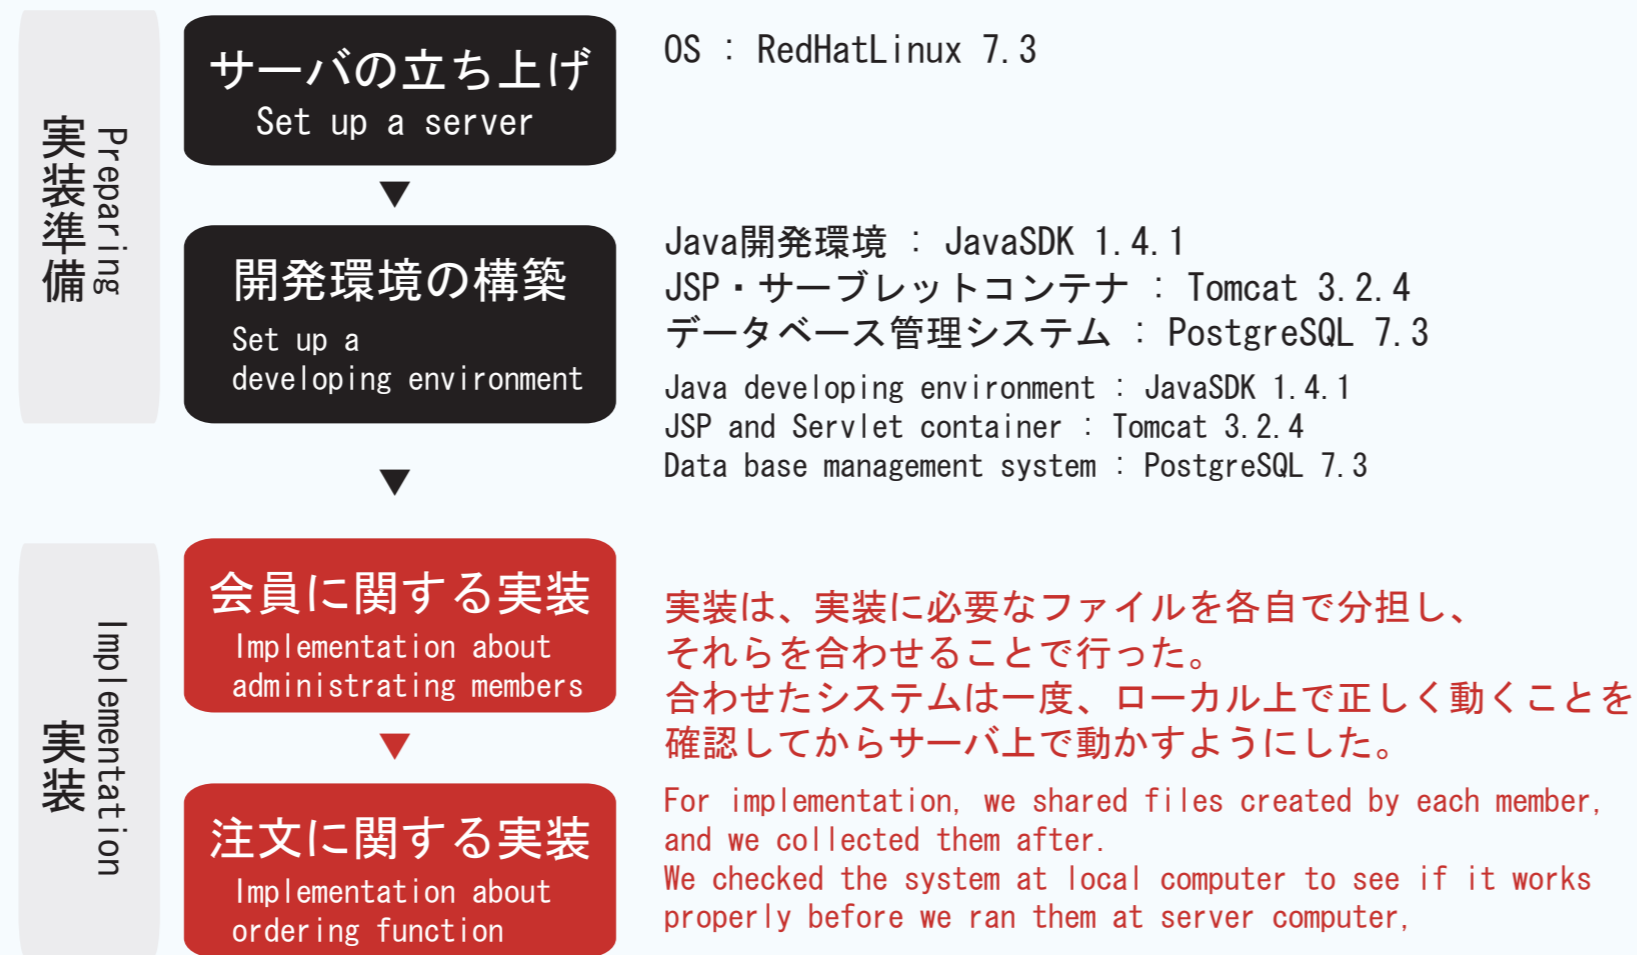 実装準備
Preparing
サーバの立ち上げ
Set up a server
OS : RedHatLinux 7.3
▼
開発環境の構築
Set up a
developing environment
Java開発環境 : JavaSDK 1.4.1
JSP・サーブレットコンテナ : Tomcat 3.2.4
データベース管理システム : PostgreSQL 7.3
Java developing environment : JavaSDK 1.4.1
JSP and Servlet container : Tomcat 3.2.4
Data base management system : PostgreSQL 7.3
▼
実装
Implementation
会員に関する実装
Implementation about
administrating members
▼
注文に関する実装
Implementation about
ordering function
実装は、実装に必要なファイルを各自で分担し、
それらを合わせることで行った。
合わせたシステムは一度、ローカル上で正しく動くことを
確認してからサーバ上で動かすようにした。
For implementation, we shared files created by each member,
and we collected them after.
We checked the system at local computer to see if it works
properly before we ran them at server computer,